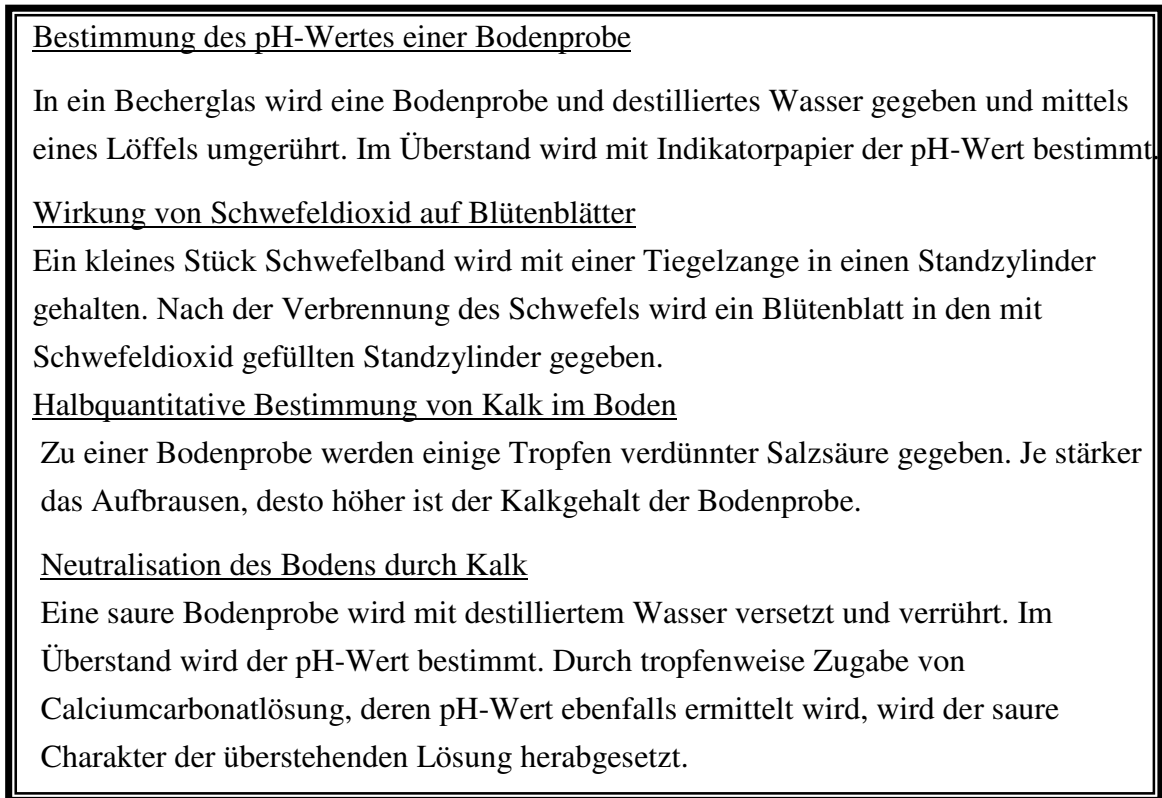 Bestimmung des pH-Wertes einer Bodenprobe
In ein Becherglas wird eine Bodenprobe und destilliertes Wasser gegeben und mittels
eines Löffels umgerührt. Im Überstand wird mit Indikatorpapier der pH-Wert bestimmt.
Wirkung von Schwefeldioxid auf Blütenblätter
Ein kleines Stück Schwefelband wird mit einer Tiegelzange in einen Standzylinder
gehalten. Nach der Verbrennung des Schwefels wird ein Blütenblatt in den mit
Schwefeldioxid gefüllten Standzylinder gegeben.
Halbquantitative Bestimmung von Kalk im Boden
Zu einer Bodenprobe werden einige Tropfen verdünnter Salzsäure gegeben. Je stärker
das Aufbrausen, desto höher ist der Kalkgehalt der Bodenprobe.
Neutralisation des Bodens durch Kalk
Eine saure Bodenprobe wird mit destilliertem Wasser versetzt und verrührt. Im
Überstand wird der pH-Wert bestimmt. Durch tropfenweise Zugabe von
Calciumcarbonatlösung, deren pH-Wert ebenfalls ermittelt wird, wird der saure
Charakter der überstehenden Lösung herabgesetzt.